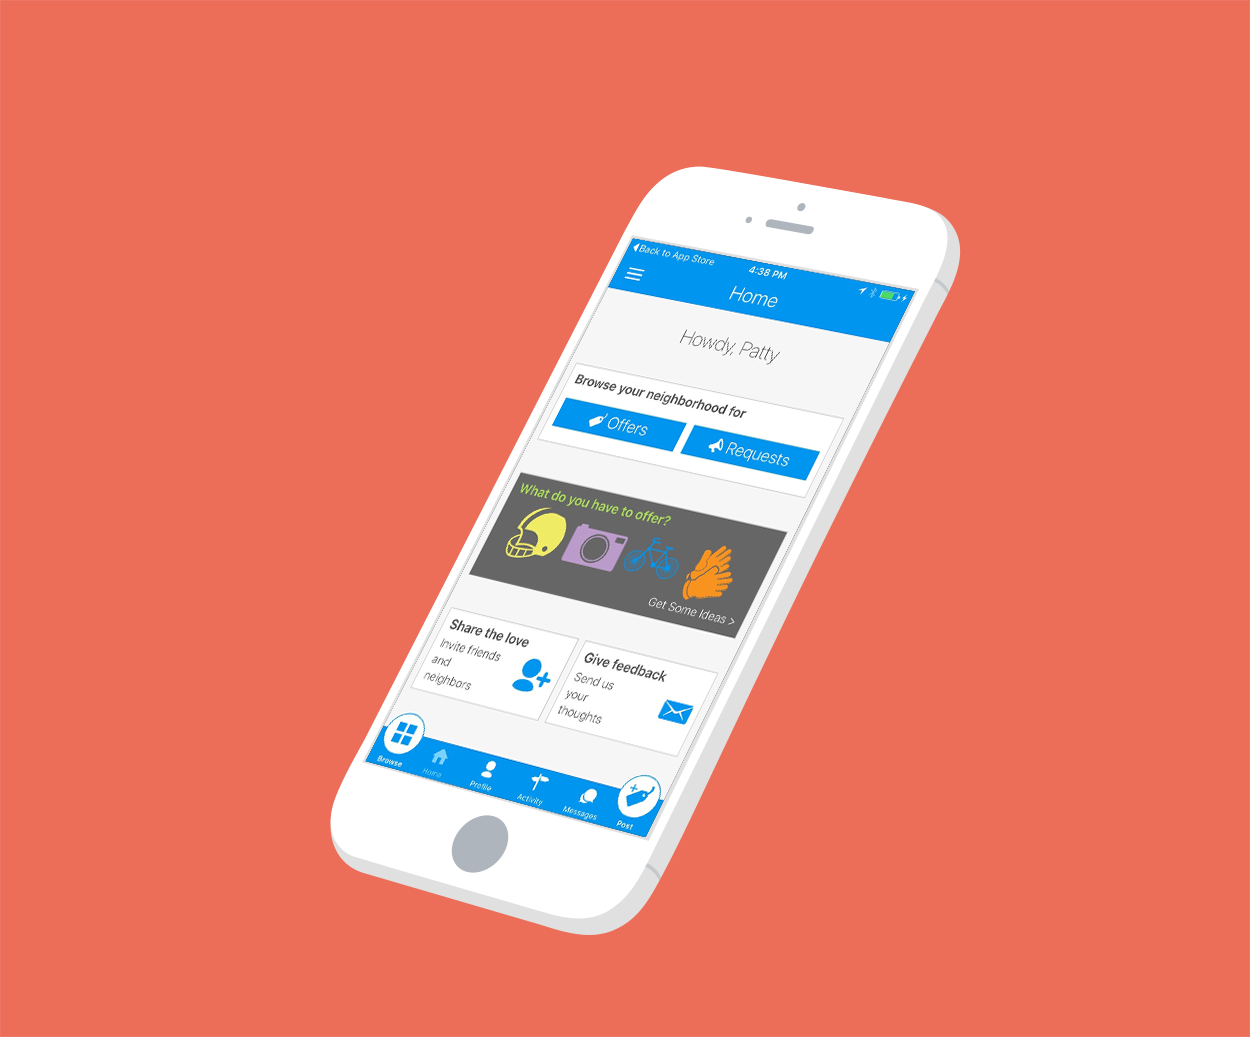 Back to App Store
4:38 PM
Home
Howdy, Patty
Browse your neighborhood for
Offers
Requests
What do you have to offer?
Get Some Ideas >
Share the love
Invite friends
and
neighbors
Give feedback
Send us
your
thoughts
Browse
Home
Profile
Activity
Messages
Post